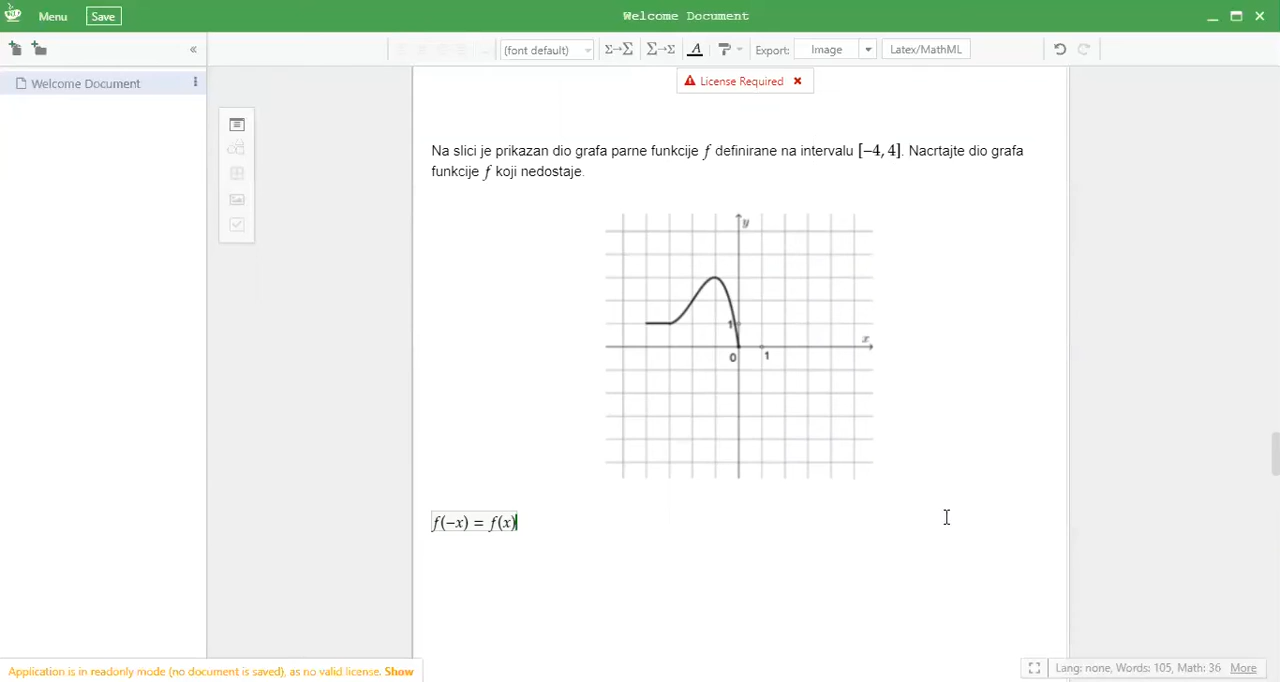 Menu Save Welcome Document
(font default) Σ→Σ Σ→Σ A Export: Image Latex/MathML
Welcome Document
License Required
Na slici je prikazan dio grafa parne funkcije f definirane na intervalu [−4, 4]. Nacrtajte dio grafa
funkcije f koji nedostaje.
y
x
1
0 1
f(−x) = f(x)
Application is in readonly mode (no document is saved), as no valid license. Show
Lang: none, Words: 105, Math: 36 More